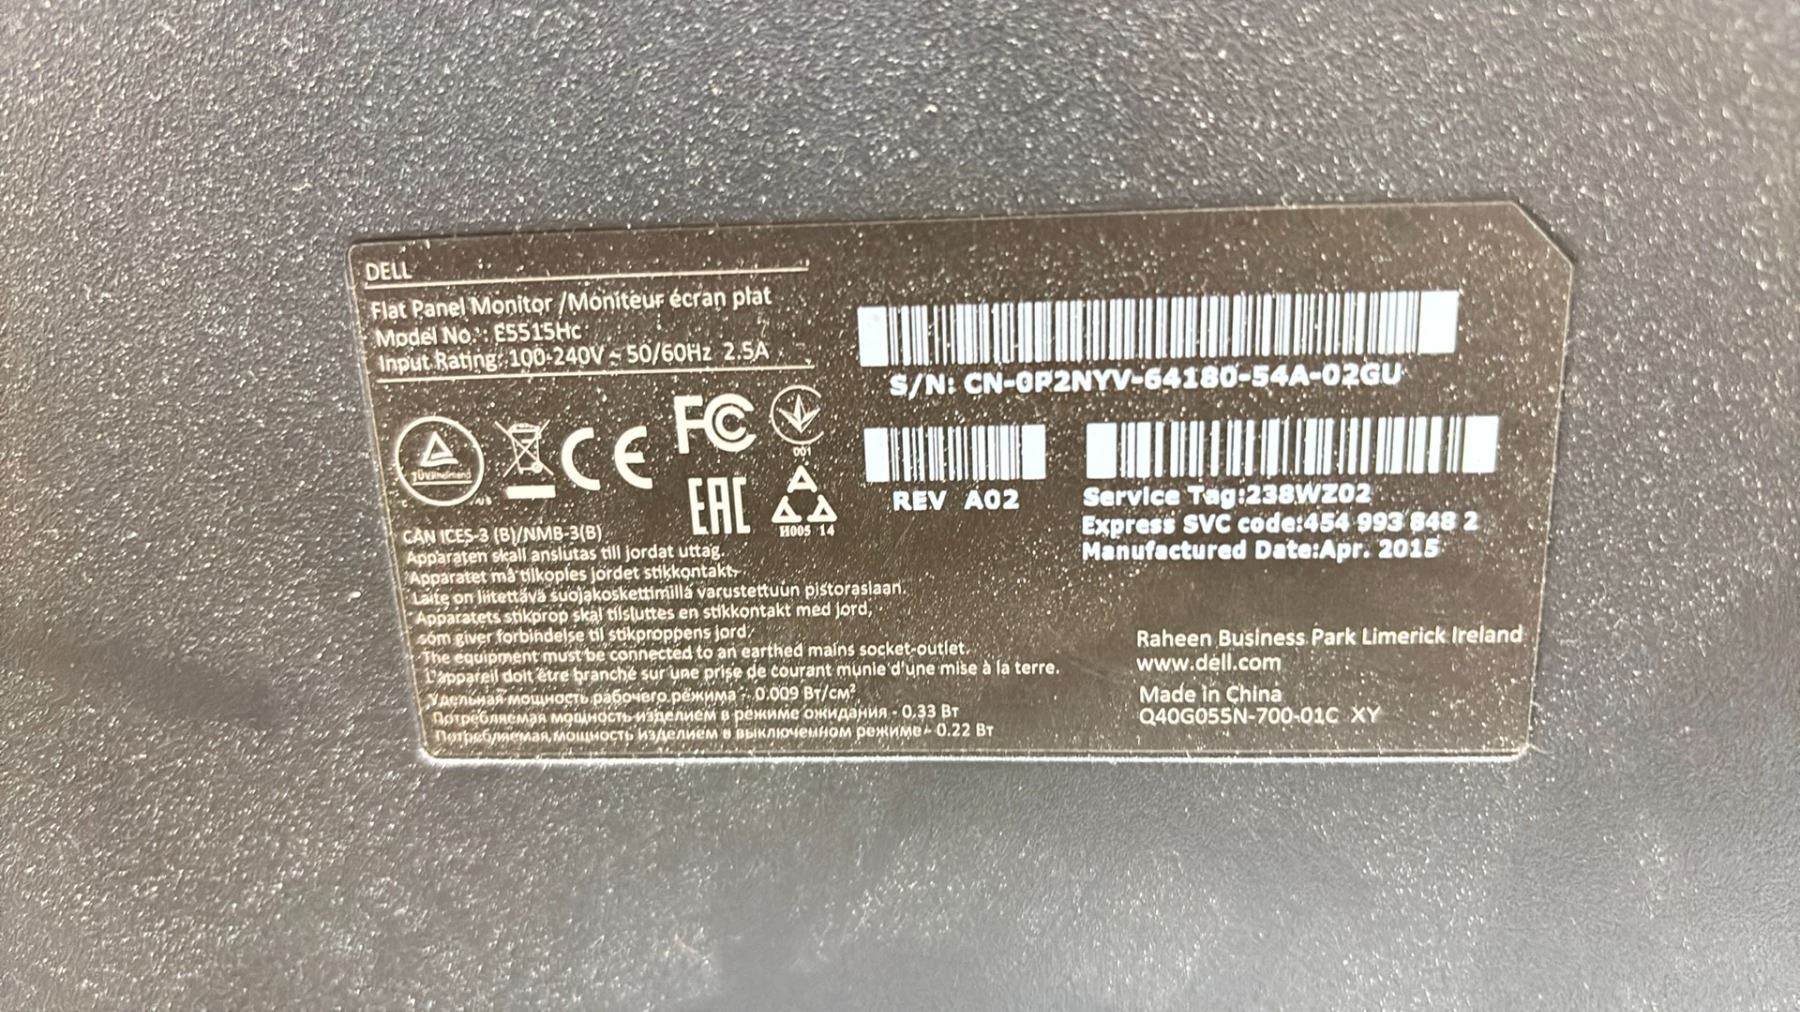 DELL
Flat Panel Monitor /Moniteur écran plat
Model No.: E5515Hc
Input Rating: 100-240V ~ 50/60Hz 2.5A
S/N: CN-0P2NYV-64180-54A-02GU
REV A02
Service Tag:238WZ02
Express SVC code:454 993 848 2
Manufactured Date:Apr. 2015
TÜVRheinland
CE
FC
001
EAC
H005 14
CAN ICES-3 (B)/NMB-3(B)
Apparaten skall anslutas till jordat uttag.
Apparatet må tilkoples jordet stikkontakt.
Laite on liitettävä suojakoskettimilla varustettuun pistorasiaan.
Apparatets stikprop skal tilsluttes en stikkontakt med jord,
som giver forbindelse til stikproppens jord.
The equipment must be connected to an earthed mains socket-outlet.
L'appareil doit être branché sur une prise de courant munie d'une mise à la terre.
Удельная мощность рабочего режима - 0.009 Вт/см²
Потребляемая мощность изделием в режиме ожидания - 0.33 Вт
Потребляемая мощность изделием в выключенном режиме - 0.22 Вт
Raheen Business Park Limerick Ireland
www.dell.com
Made in China
Q40G055N-700-01C XY